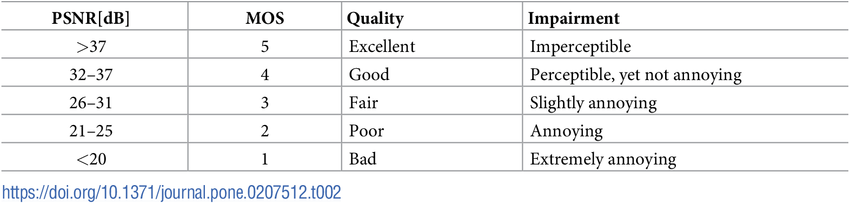 PSNR[dB] MOS Quality Impairment
>37 5 Excellent Imperceptible
32–37 4 Good Perceptible, yet not annoying
26–31 3 Fair Slightly annoying
21–25 2 Poor Annoying
<20 1 Bad Extremely annoying
https://doi.org/10.1371/journal.pone.0207512.t002